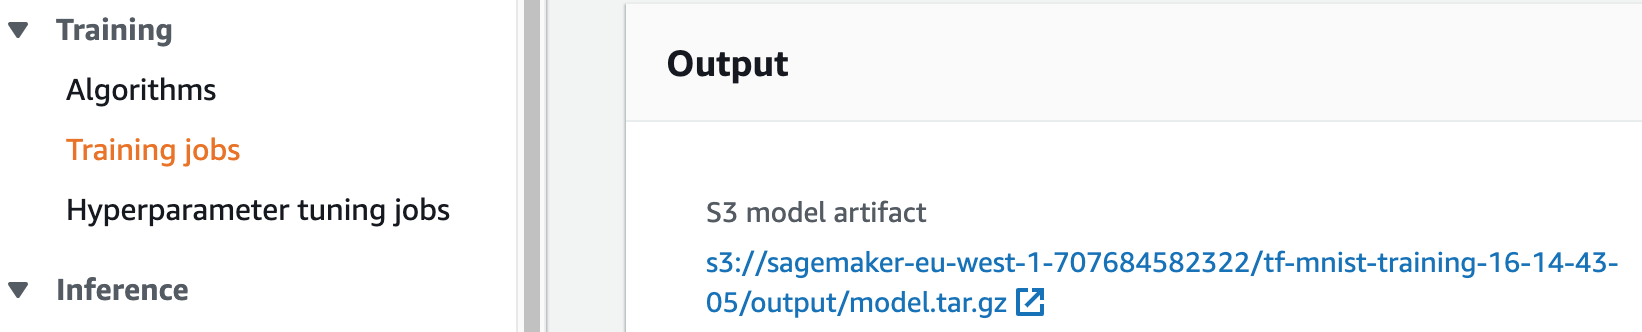 Training
Algorithms
Training jobs
Hyperparameter tuning jobs
Inference
Output
S3 model artifact
s3://sagemaker-eu-west-1-707684582322/tf-mnist-training-16-14-43-
05/output/model.tar.gz